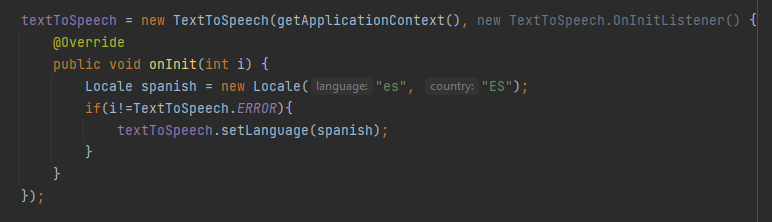 textToSpeech = new TextToSpeech(getApplicationContext(), new TextToSpeech.OnInitListener() {
    @Override
    public void onInit(int i) {
        Locale spanish = new Locale( language: "es", country: "ES");
        if(i!=TextToSpeech.ERROR){
            textToSpeech.setLanguage(spanish);
        }
    }
});